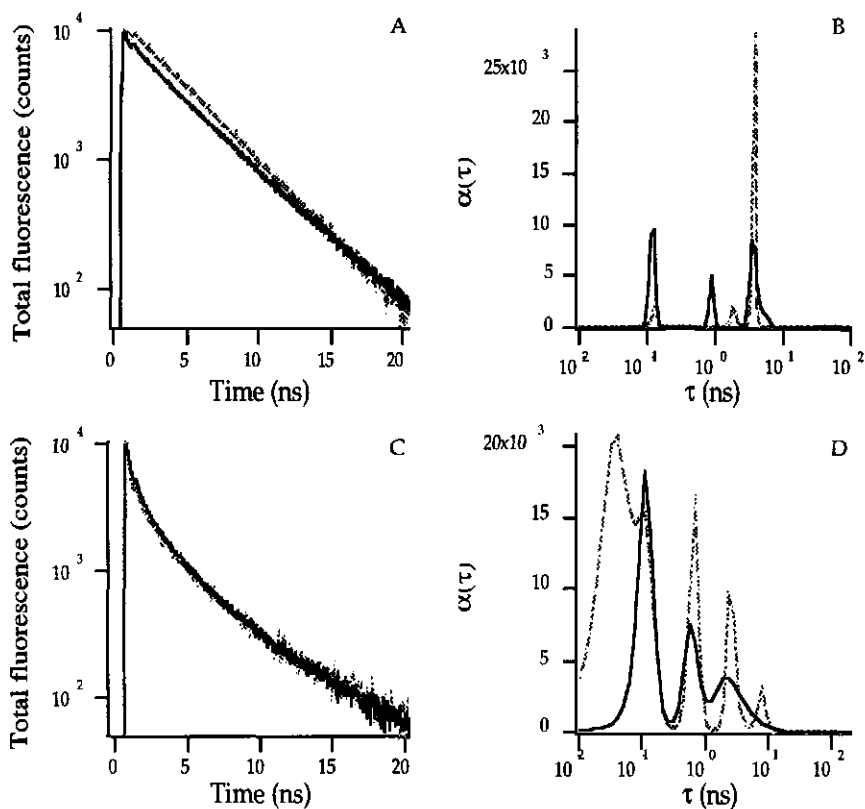 A
Total fluorescence (counts)
10 4
10 3
10 2
0 5 10 15 20
Time (ns)
B
α(τ)
25x10 3
20
15
10
5
0
10 -2 10 -1 10 0 10 1 10 2
τ (ns)
C
Total fluorescence (counts)
10 4
10 3
10 2
0 5 10 15 20
Time (ns)
D
α(τ)
20x10 3
15
10
5
0
10 -2 10 -1 10 0 10 1 10 2
τ (ns)